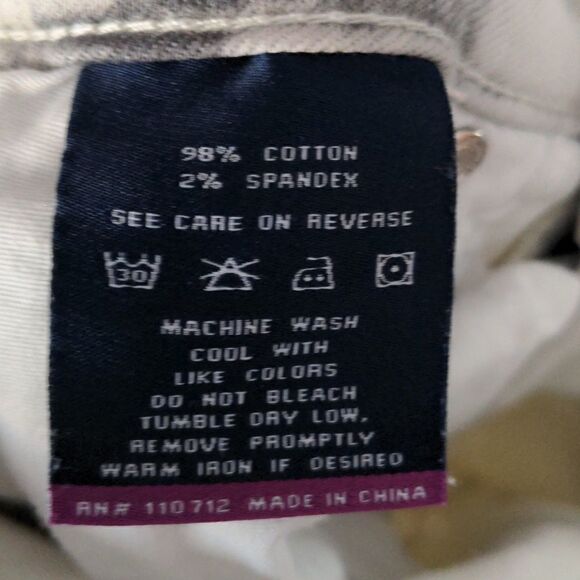 98% COTTON
2% SPANDEX
SEE CARE ON REVERSE
30
MACHINE WASH
COOL WITH
LIKE COLORS
DO NOT BLEACH
TUMBLE DRY LOW,
REMOVE PROMPTLY
WARM IRON IF DESIRED
RN# 110712 MADE IN CHINA